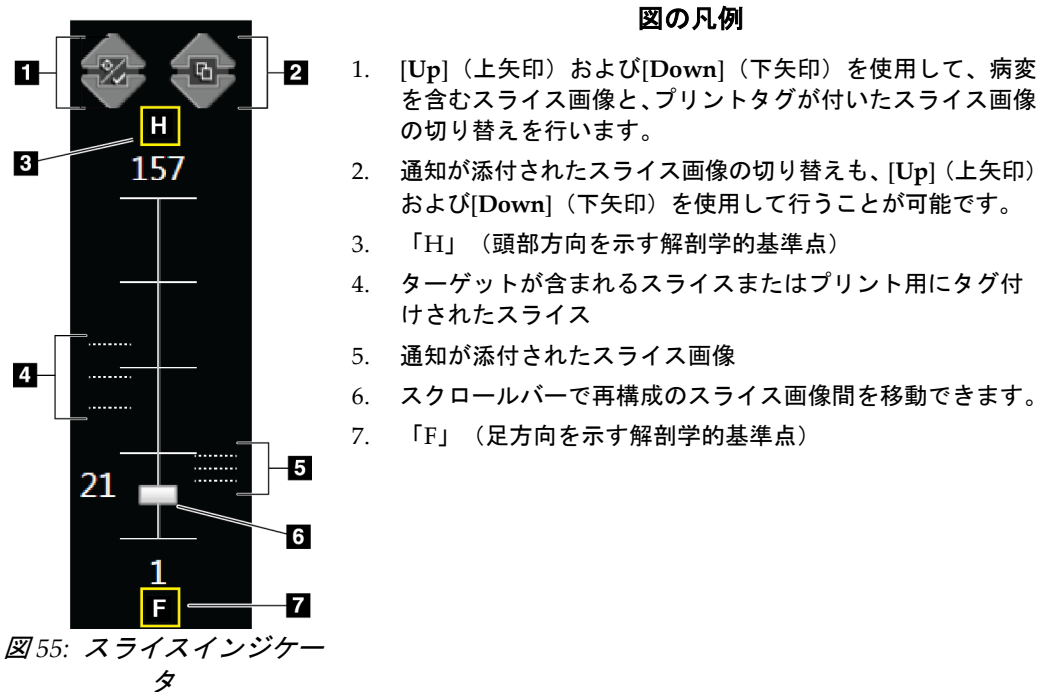 図の凡例
1. [Up]（上矢印）および[Down]（下矢印）を使用して、病変
を含むスライス画像と、プリントタグが付いたスライス画像
の切り替えを行います。
2. 通知が添付されたスライス画像の切り替えも、[Up]（上矢印）
および[Down]（下矢印）を使用して行うことが可能です。
3. 「H」（頭部方向を示す解剖学的基準点）
4. ターゲットが含まれるスライスまたはプリント用にタグ付
けされたスライス
5. 通知が添付されたスライス画像
6. スクロールバーで再構成のスライス画像間を移動できます。
7. 「F」（足方向を示す解剖学的基準点）
1
2
H
3
157
4
5
21
6
1
F
7
図 55: スライスインジケー
タ